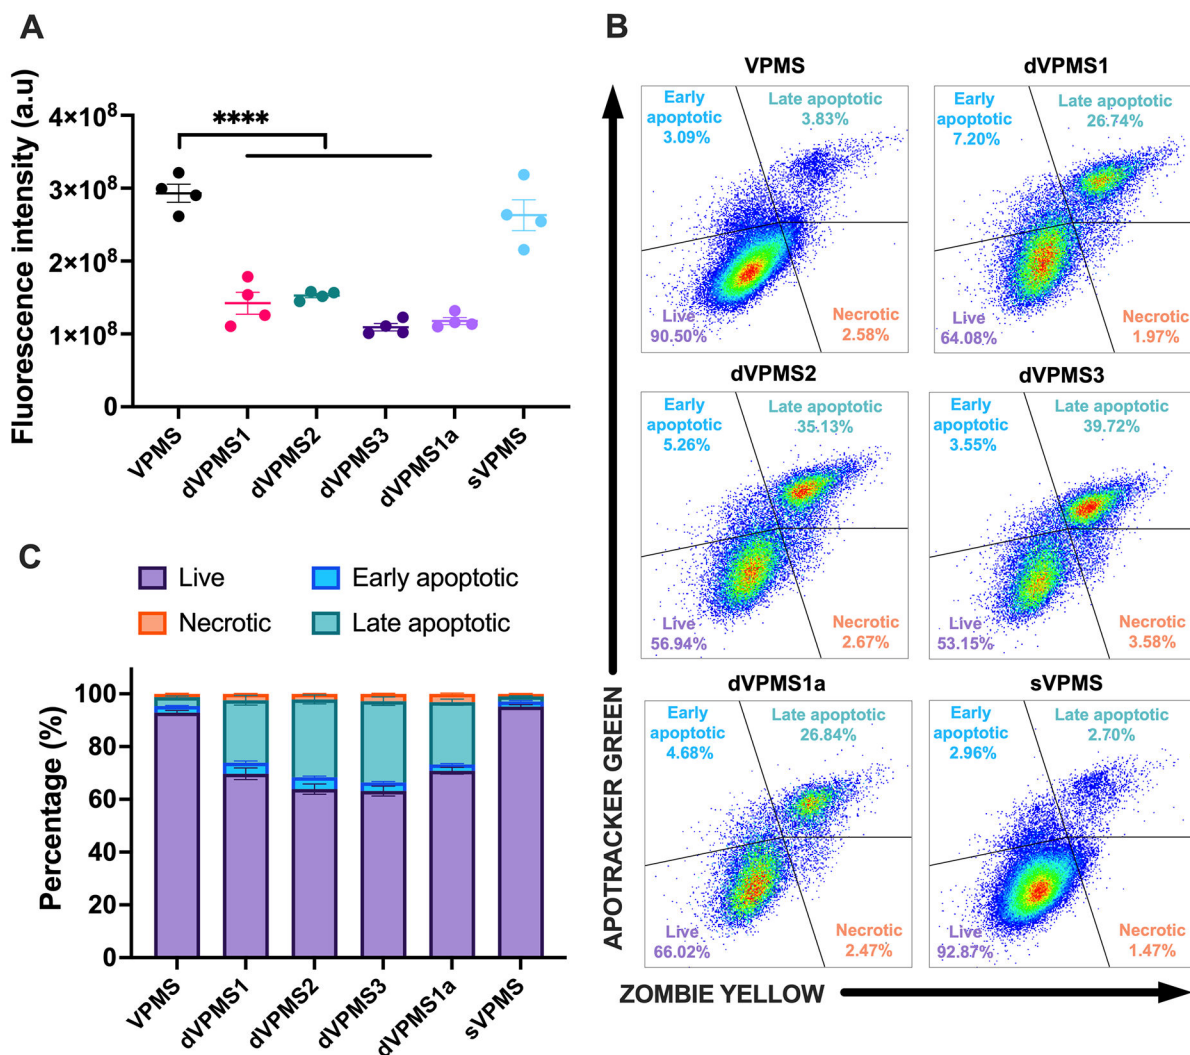 A
Fluorescence intensity (a.u)
4×10⁸
3×10⁸
2×10⁸
1×10⁸
0
****
VPMS
dVPMS1
dVPMS2
dVPMS3
dVPMS1a
sVPMS
B
VPMS
Early
apoptotic
3.09%
Late apoptotic
3.83%
Live
90.50%
Necrotic
2.58%
dVPMS1
Early
apoptotic
7.20%
Late apoptotic
26.74%
Live
64.08%
Necrotic
1.97%
dVPMS2
Early
apoptotic
5.26%
Late apoptotic
35.13%
Live
56.94%
Necrotic
2.67%
dVPMS3
Early
apoptotic
3.55%
Late apoptotic
39.72%
Live
53.15%
Necrotic
3.58%
dVPMS1a
Early
apoptotic
4.68%
Late apoptotic
26.84%
Live
66.02%
Necrotic
2.47%
sVPMS
Early
apoptotic
2.96%
Late apoptotic
2.70%
Live
92.87%
Necrotic
1.47%
APOTRACKER GREEN
ZOMBIE YELLOW
C
Live
Early apoptotic
Necrotic
Late apoptotic
Percentage (%)
100
80
60
40
20
0
VPMS
dVPMS1
dVPMS2
dVPMS3
dVPMS1a
sVPMS